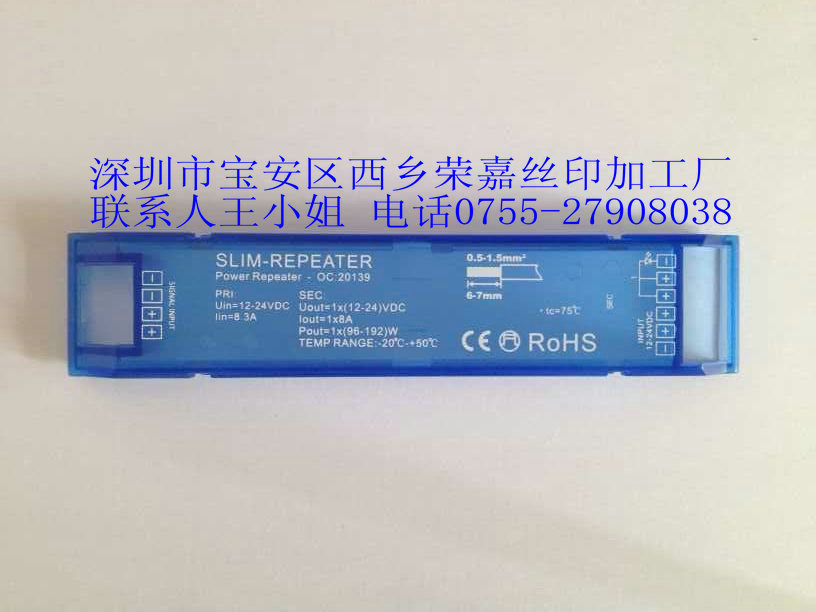 深圳市宝安区西乡荣嘉丝印加工厂
联系人王小姐 电话0755-27908038
SLIM-REPEATER
Power Repeater - OC:20139
PRI:
Uin=12-24VDC
Iin=8.3A
SEC:
Uout=1x(12-24)VDC
Iout=1x8A
Pout=1x(96-192)W
TEMP RANGE:-20℃-+50℃
SIGNAL INPUT
- - + +
0.5-1.5mm²
6-7mm
• tc=75℃
CE RoHS
SEC
INPUT
12-24VDC
- + + + + -